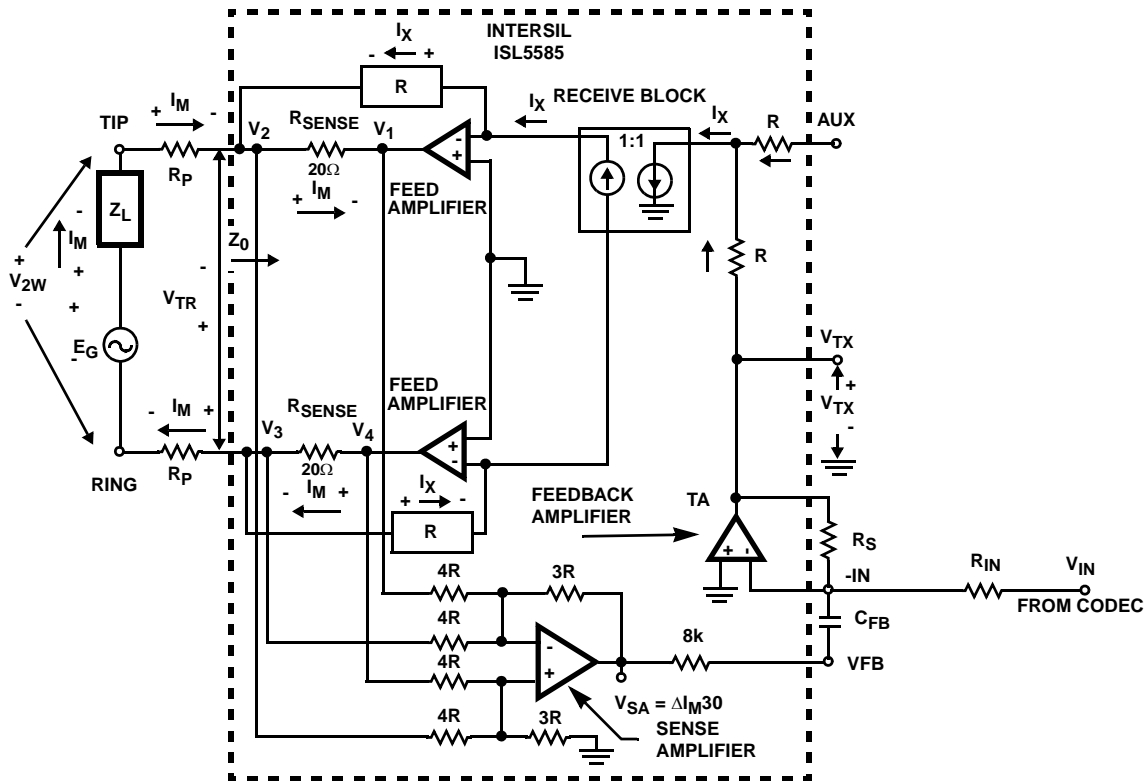 INTERSIL
ISL5585
I_X
- +
R
RECEIVE BLOCK
I_X
I_X
R
AUX
1:1
+ I_M -
TIP
V_2
R_SENSE
V_1
-
+
R_P
20Ω
I_M
+ -
FEED
AMPLIFIER
Z_L
-
I_M
+
+
Z_0
R
+
V_2W
-
-
V_TR
+
+
E_G
-
V_TX
+
V_TX
-
FEED
AMPLIFIER
- I_M +
R_SENSE
V_3
V_4
+
-
R_P
20Ω
RING
- I_M +
I_X
+ -
R
FEEDBACK
AMPLIFIER
TA
+ -
R_S
R_IN
V_IN
-IN
FROM CODEC
4R
3R
4R
C_FB
8k
4R
-
+
VFB
V_SA = ΔI_M30
4R
3R
SENSE
AMPLIFIER